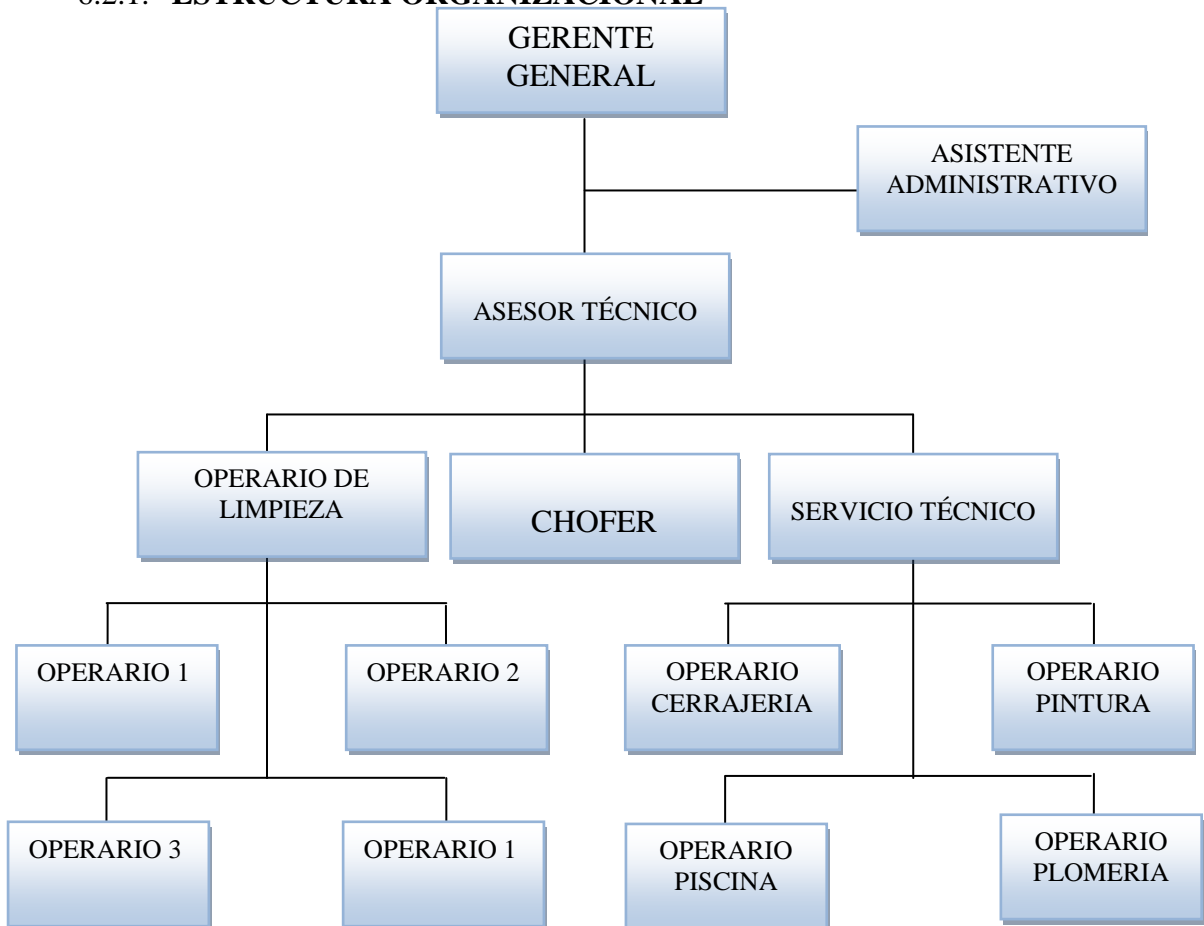 6.2.1. ESTRUCTURA ORGANIZACIONAL
GERENTE
GENERAL
ASISTENTE
ADMINISTRATIVO
ASESOR TÉCNICO
OPERARIO DE
LIMPIEZA
CHOFER
SERVICIO TÉCNICO
OPERARIO 1
OPERARIO 2
OPERARIO
CERRAJERIA
OPERARIO
PINTURA
OPERARIO 3
OPERARIO 1
OPERARIO
PISCINA
OPERARIO
PLOMERIA